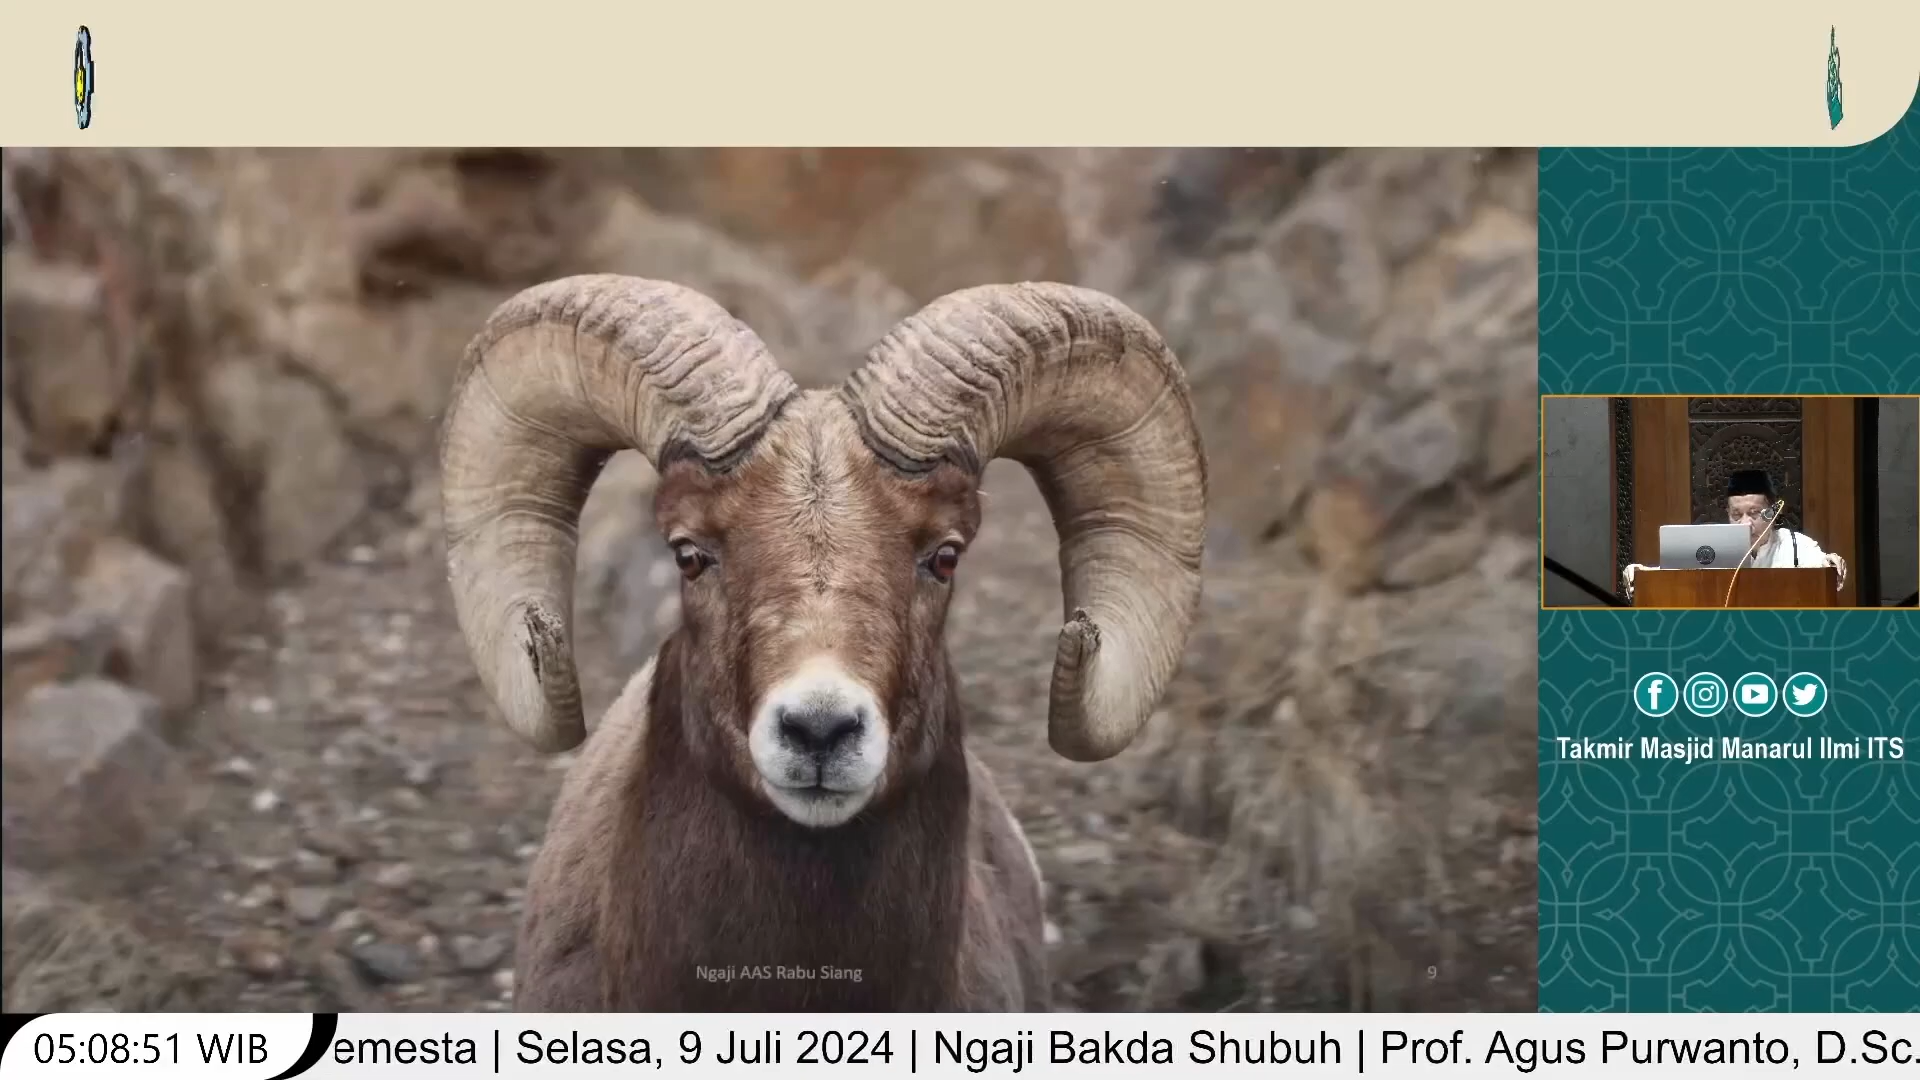 Takmir Masjid Manarul Ilmi ITS
Ngaji AAS Rabu Siang
9
05:08:51 WIB
emesta | Selasa, 9 Juli 2024 | Ngaji Bakda Shubuh | Prof. Agus Purwanto, D.Sc.